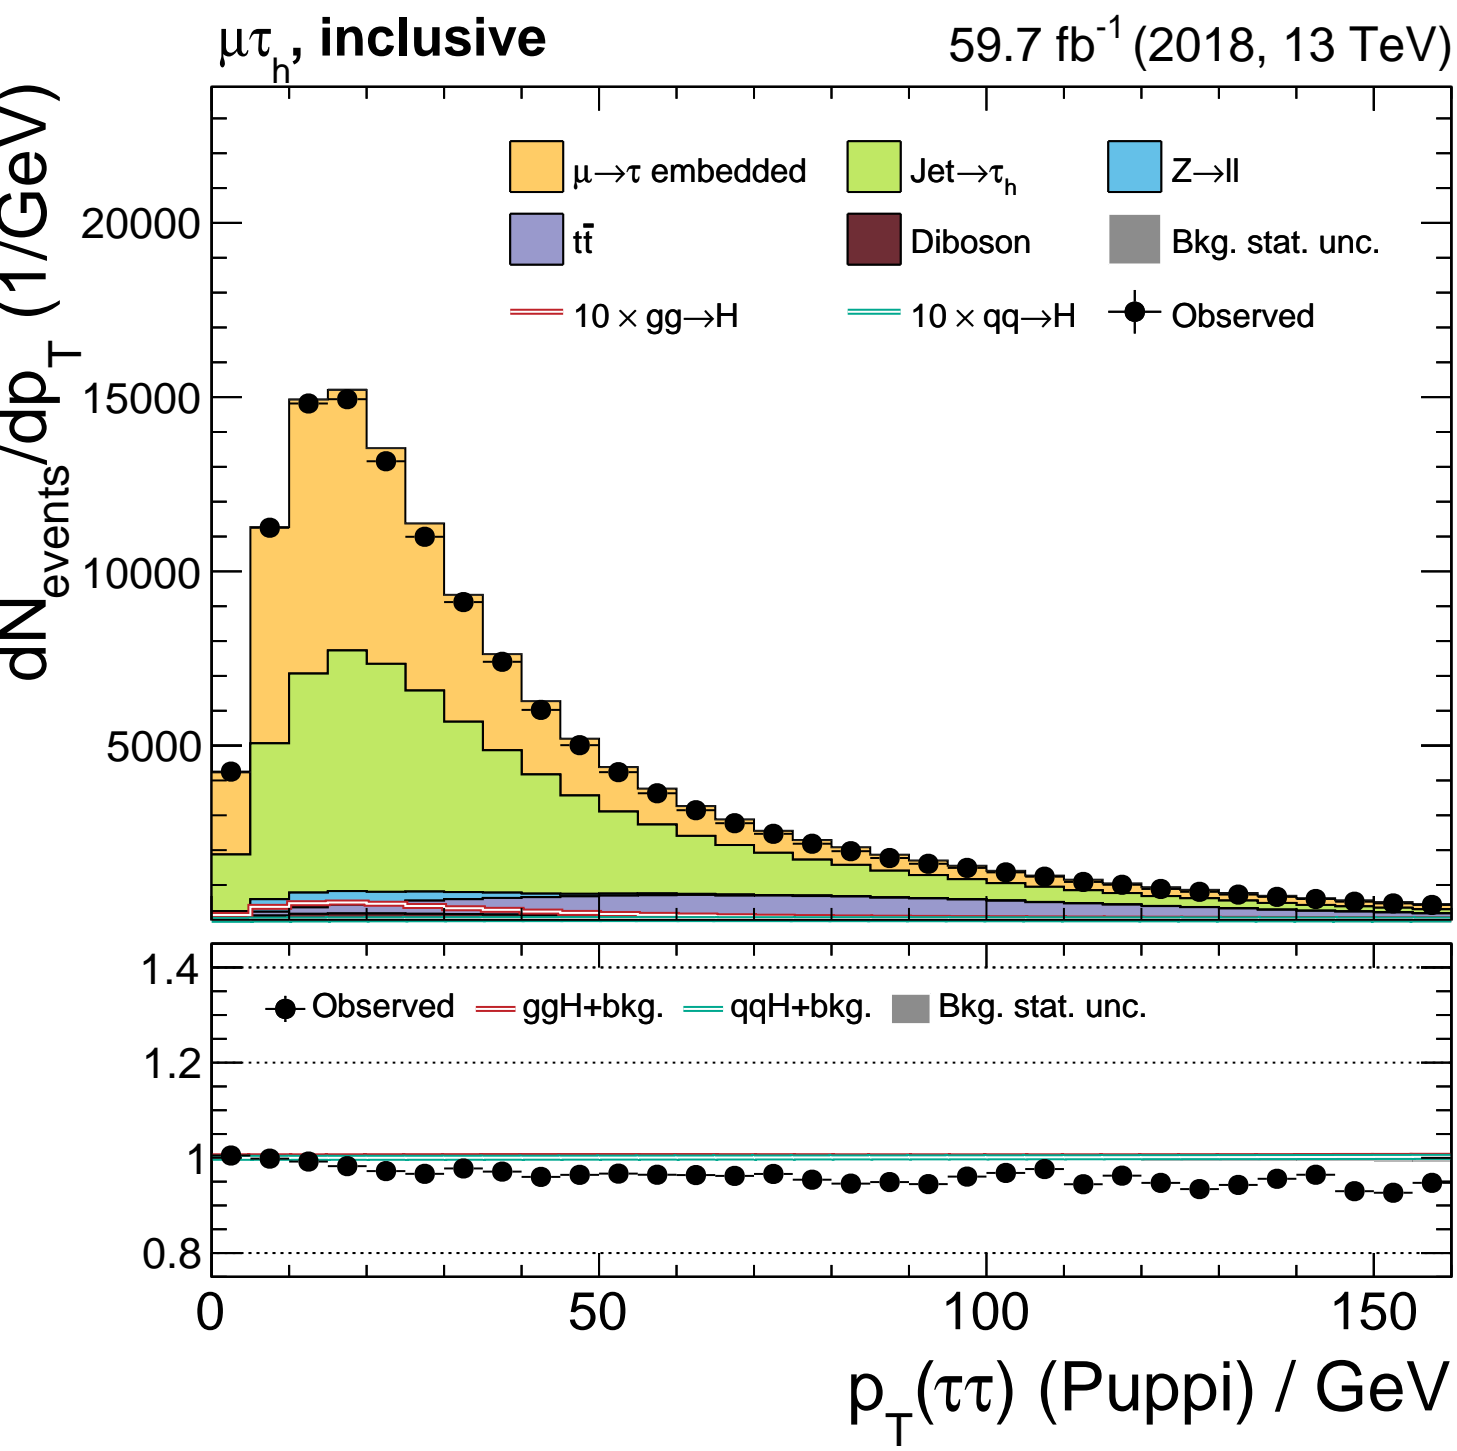 μτh, inclusive 59.7 fb-1 (2018, 13 TeV)
dNevents/dpT (1/GeV)
μ→τ embedded Jet→τh Z→ll
tt̄ Diboson Bkg. stat. unc.
10 × gg→H 10 × qq→H Observed
20000
15000
10000
5000
1.4
Observed ggH+bkg. qqH+bkg. Bkg. stat. unc.
1.2
1
0.8
0 50 100 150
pT(ττ) (Puppi) / GeV